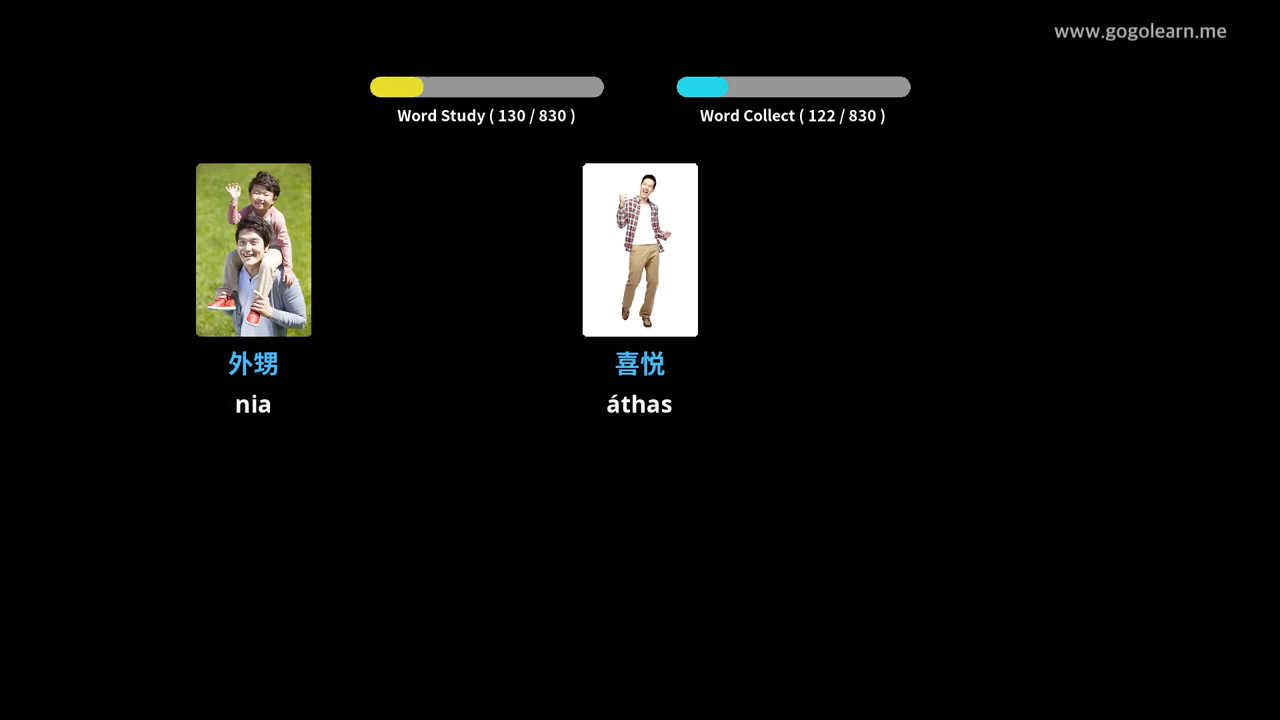 www.gogolearn.me
Word Study ( 130 / 830 )
Word Collect ( 122 / 830 )
外甥
nia
喜悦
áthas